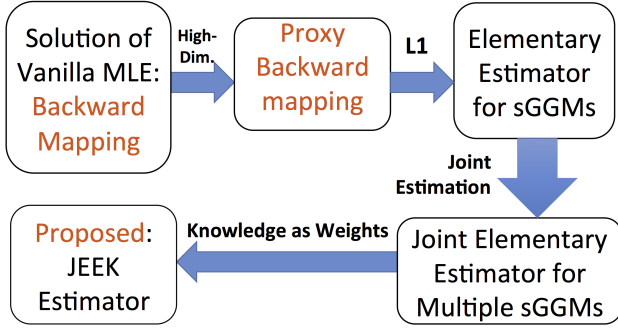 Solution of
Vanilla MLE:
Backward
Mapping
High-
Dim.
Proxy
Backward
mapping
L1
Elementary
Estimator
for sGGMs
Joint
Estimation
Joint Elementary
Estimator for
Multiple sGGMs
Knowledge as Weights
Proposed:
JEEK
Estimator